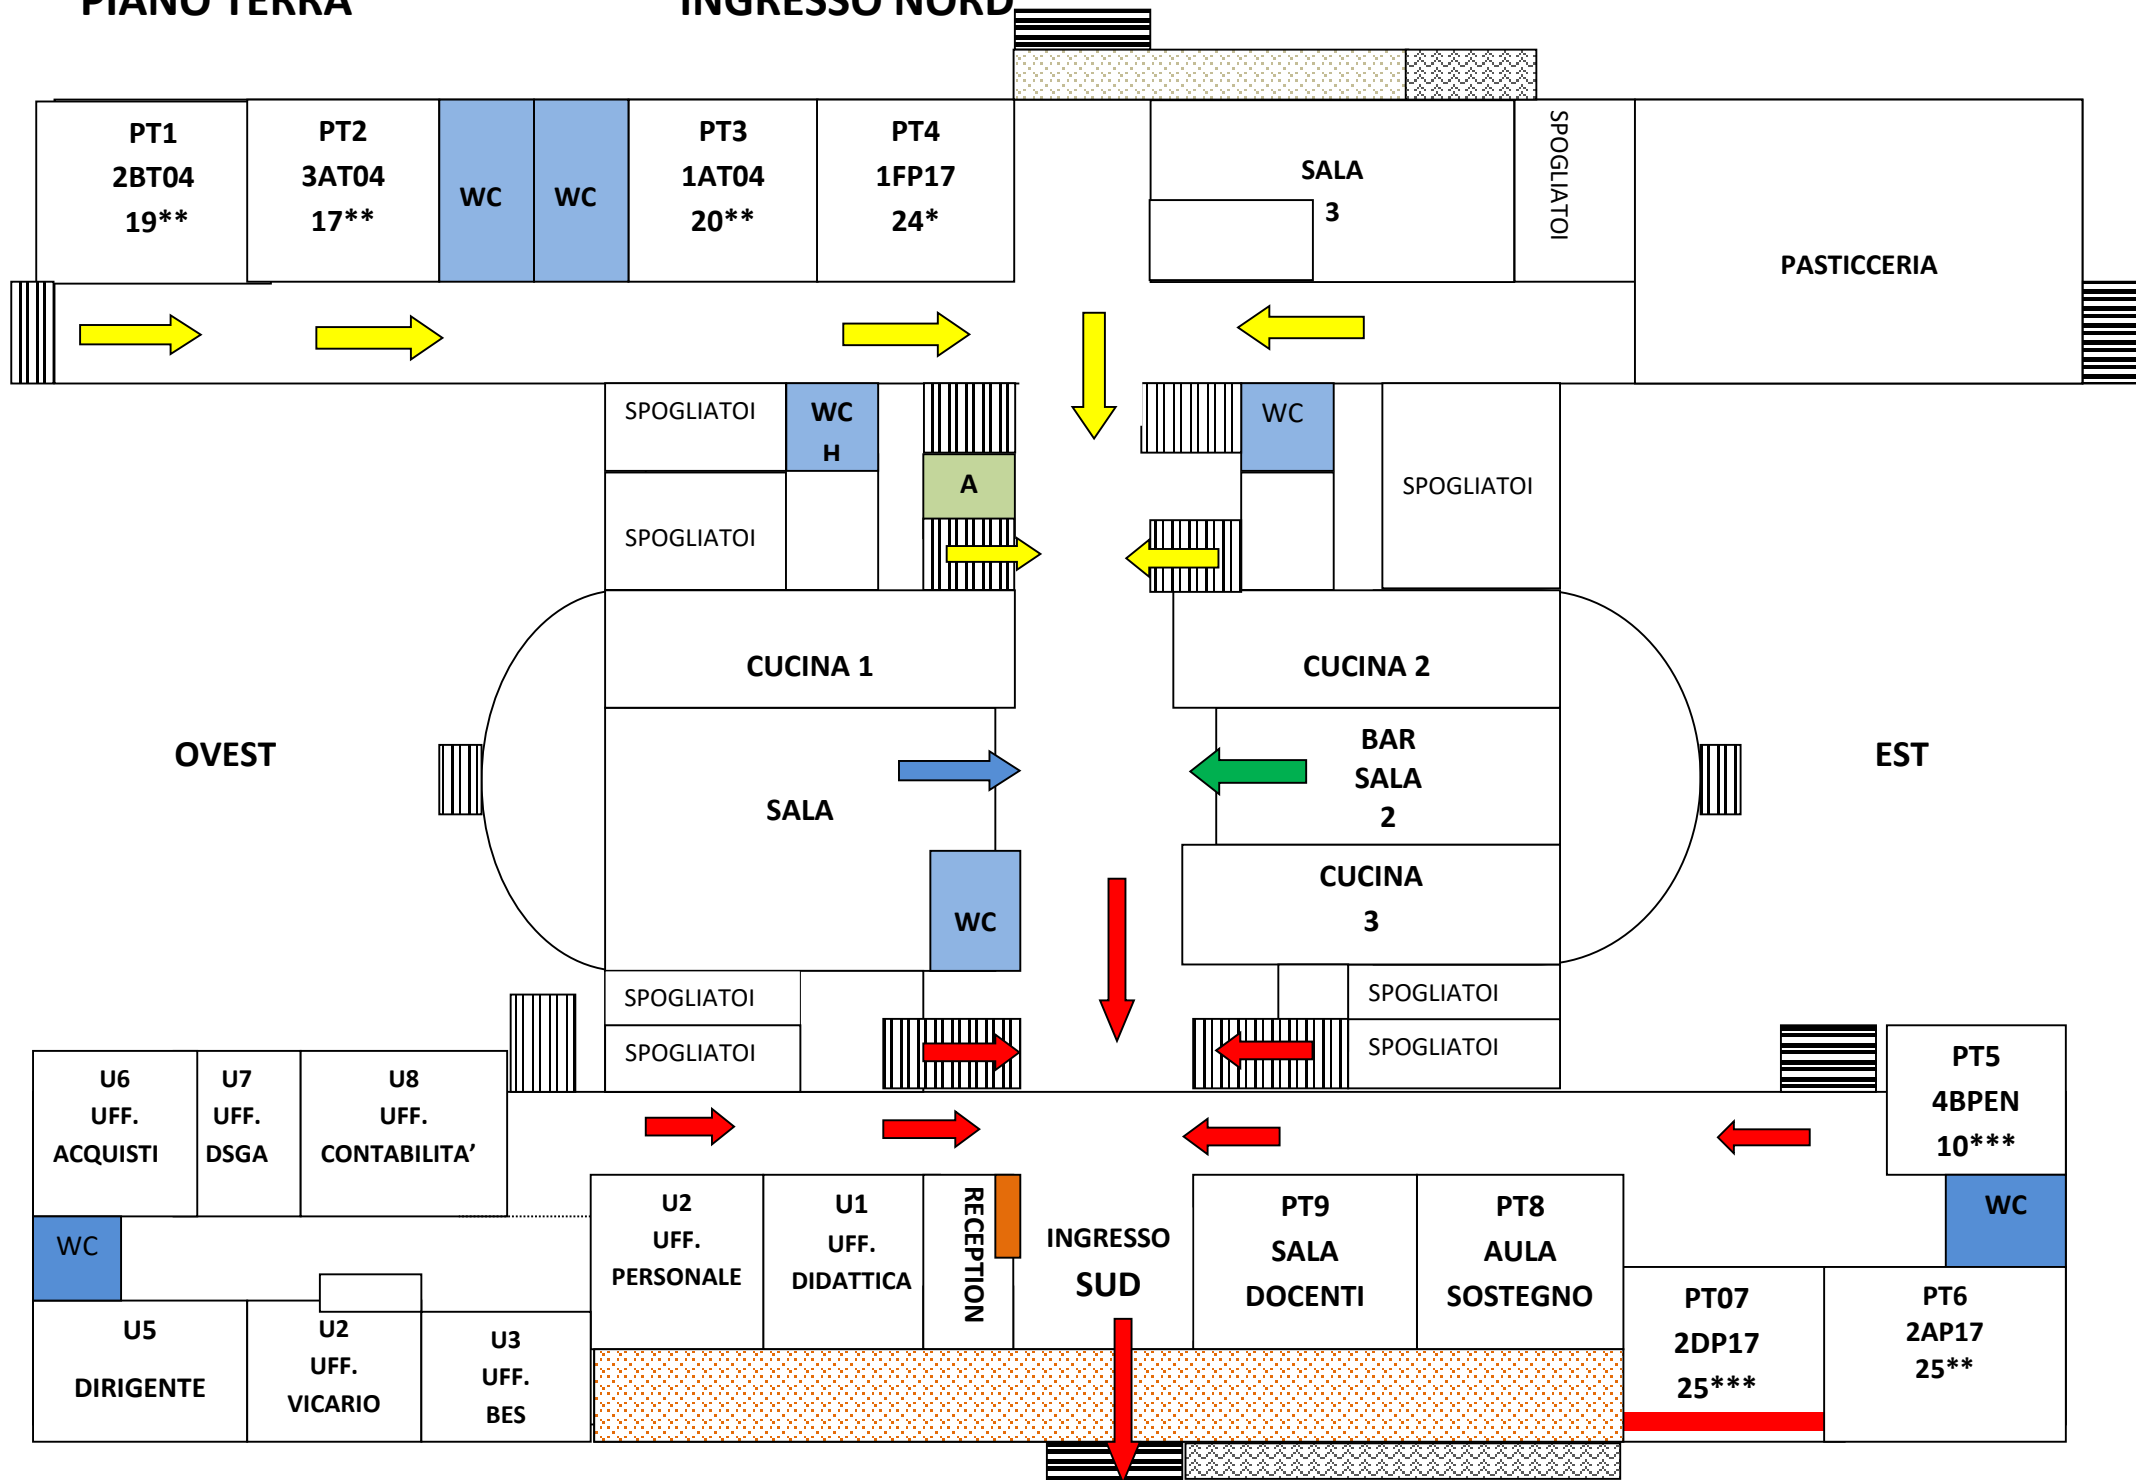 PIANO TERRA
INGRESSO NORD
PT1
2BT04
19**
PT2
3AT04
17**
WC
WC
PT3
1AT04
20**
PT4
1FP17
24*
SALA
3
SPOGLIATOI
PASTICCERIA
SPOGLIATOI
WC
H
WC
SPOGLIATOI
A
SPOGLIATOI
CUCINA 1
CUCINA 2
OVEST
SALA
BAR
SALA
2
EST
WC
CUCINA
3
SPOGLIATOI
SPOGLIATOI
SPOGLIATOI
SPOGLIATOI
U6
UFF.
ACQUISTI
U7
UFF.
DSGA
U8
UFF.
CONTABILITA’
PT5
4BPEN
10***
WC
WC
U2
UFF.
PERSONALE
U1
UFF.
DIDATTICA
RECEPTION
INGRESSO
SUD
PT9
SALA
DOCENTI
PT8
AULA
SOSTEGNO
U5
DIRIGENTE
U2
UFF.
VICARIO
U3
UFF.
BES
PT07
2DP17
25***
PT6
2AP17
25**